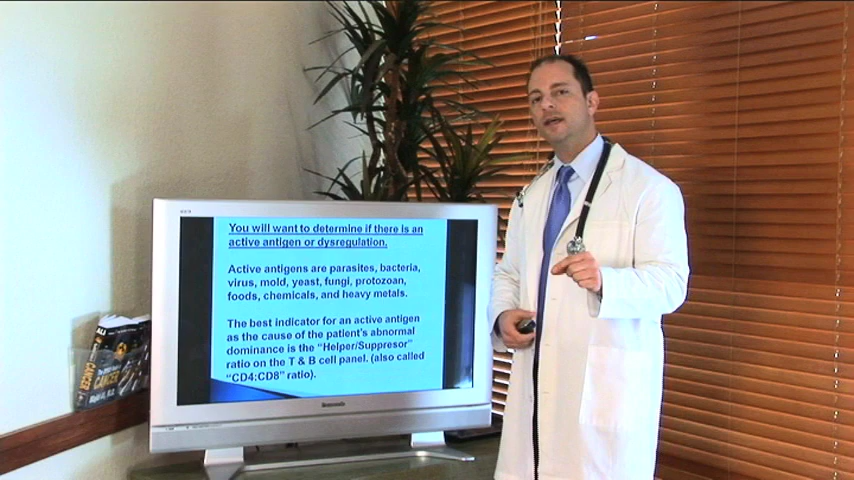 You will want to determine if there is an
active antigen or dysregulation.
Active antigens are parasites, bacteria,
virus, mold, yeast, fungi, protozoan,
foods, chemicals, and heavy metals.
The best indicator for an active antigen
as the cause of the patient's abnormal
dominance is the “Helper/Suppresor”
ratio on the T & B cell panel. (also called
“CD4:CD8” ratio).
CANCER